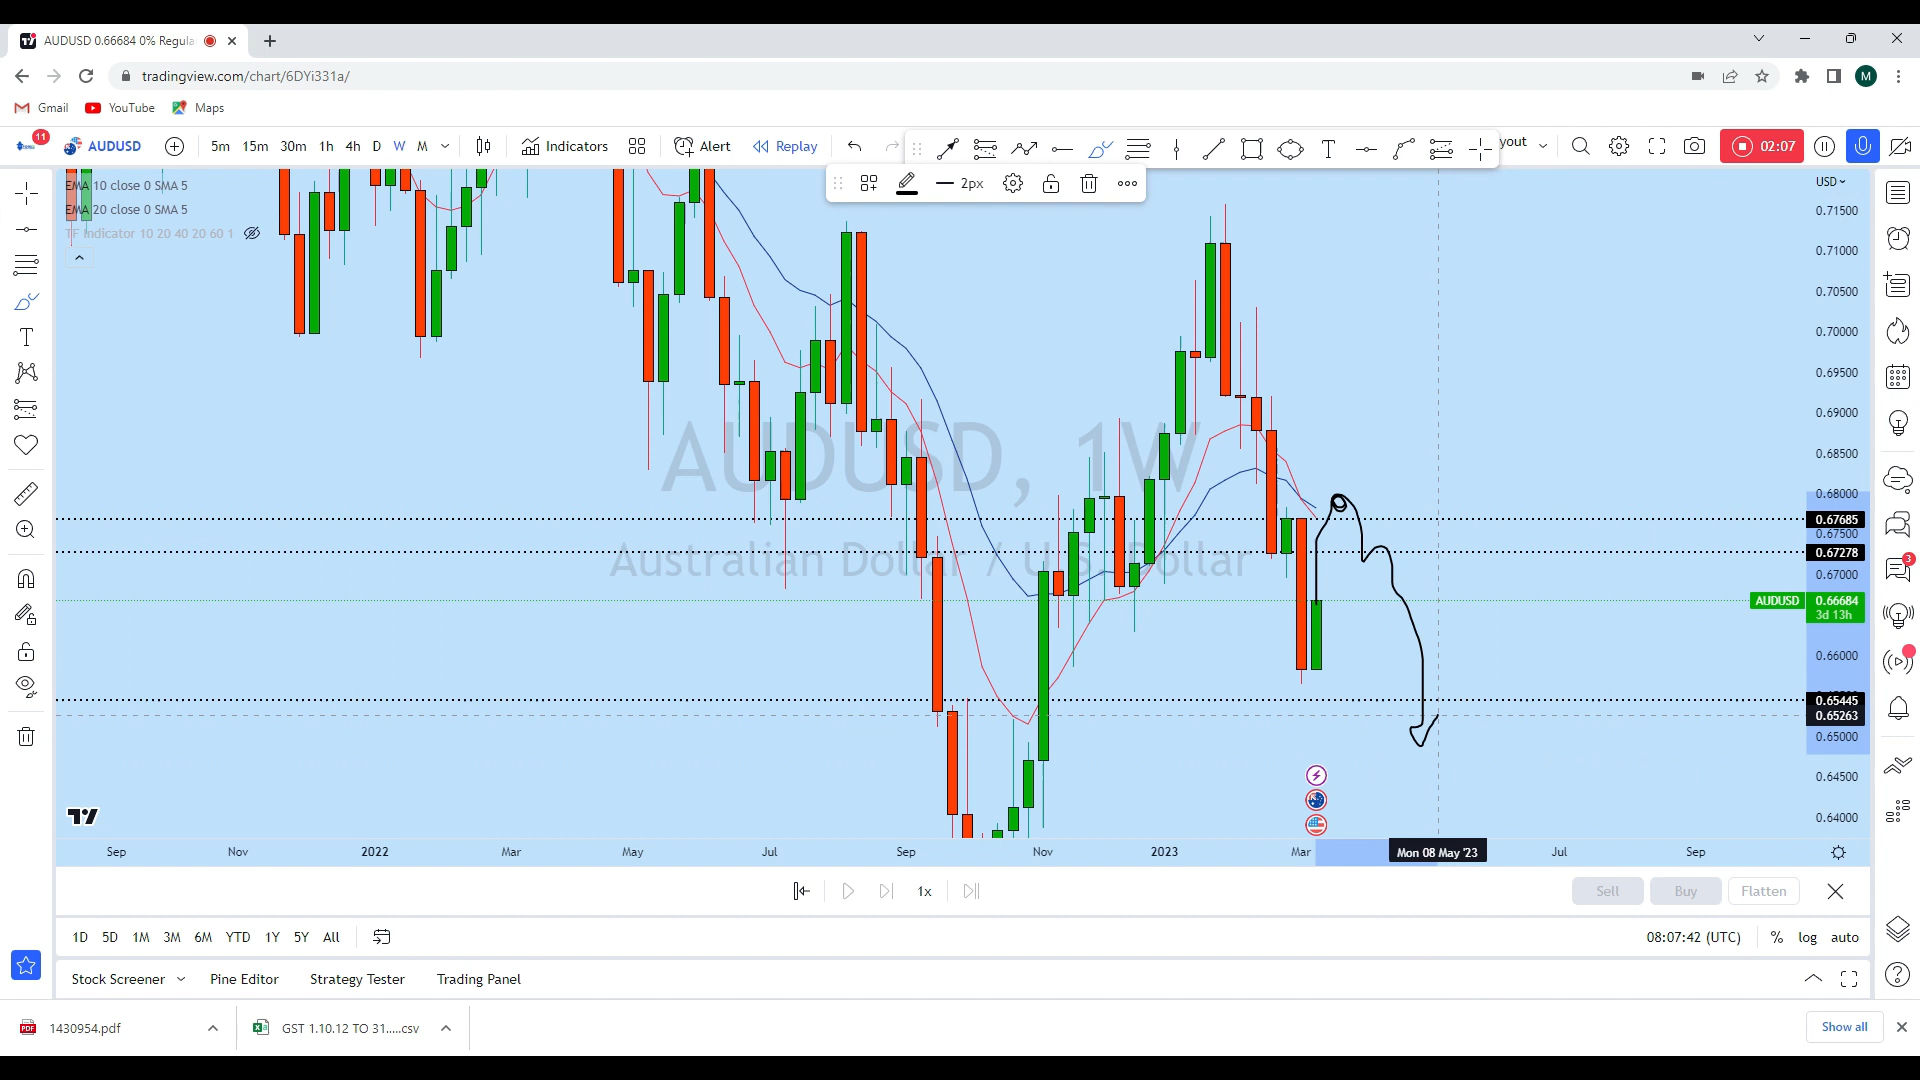 AUDUSD 0.66684 0% Regula
tradingview.com/chart/6DYi331a/
M
Gmail YouTube Maps
11 AUDUSD 5m 15m 30m 1h 4h D W M Indicators Alert Replay yout 02:07
2px
EMA 10 close 0 SMA 5
EMA 20 close 0 SMA 5
TF Indicator 10 20 40 20 60 1
AUDUSD, 1W
Australian Dollar / U.S. Dollar
USD
0.71500
0.71000
0.70500
0.70000
0.69500
0.69000
0.68500
0.68000
0.67685
0.67500
0.67278
0.67000
AUDUSD 0.66684
3d 13h
0.66000
0.65445
0.65263
0.65000
0.64500
0.64000
3
Sep Nov 2022 Mar May Jul Sep Nov 2023 Mar Mon 08 May '23 Jul Sep
1x Sell Buy Flatten
1D 5D 1M 3M 6M YTD 1Y 5Y All 08:07:42 (UTC) % log auto
Stock Screener Pine Editor Strategy Tester Trading Panel
PDF 1430954.pdf GST 1.10.12 TO 31.....csv Show all